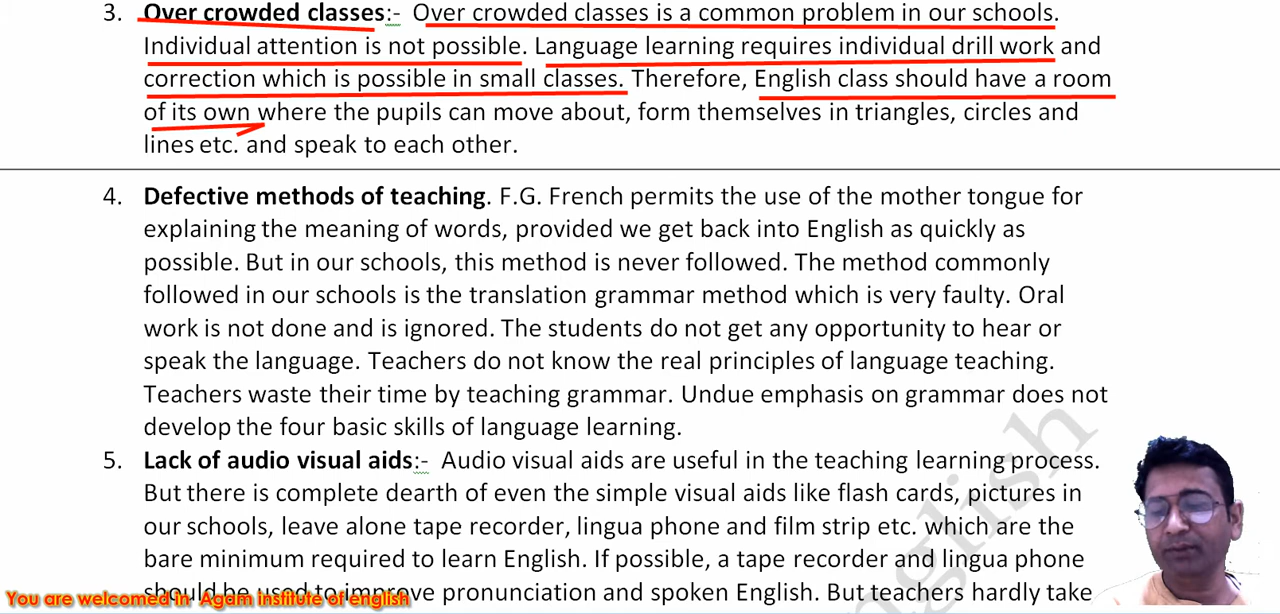 3. Over crowded classes:- Over crowded classes is a common problem in our schools.
Individual attention is not possible. Language learning requires individual drill work and
correction which is possible in small classes. Therefore, English class should have a room
of its own where the pupils can move about, form themselves in triangles, circles and
lines etc. and speak to each other.
4. Defective methods of teaching. F.G. French permits the use of the mother tongue for
explaining the meaning of words, provided we get back into English as quickly as
possible. But in our schools, this method is never followed. The method commonly
followed in our schools is the translation grammar method which is very faulty. Oral
work is not done and is ignored. The students do not get any opportunity to hear or
speak the language. Teachers do not know the real principles of language teaching.
Teachers waste their time by teaching grammar. Undue emphasis on grammar does not
develop the four basic skills of language learning.
5. Lack of audio visual aids:- Audio visual aids are useful in the teaching learning process.
But there is complete dearth of even the simple visual aids like flash cards, pictures in
our schools, leave alone tape recorder, lingua phone and film strip etc. which are the
bare minimum required to learn English. If possible, a tape recorder and lingua phone
should be used to improve pronunciation and spoken English. But teachers hardly take
You are welcomed in Agam institute of english